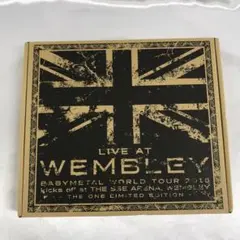 LIVE AT
WEMBLEY
BABYMETAL WORLD TOUR 2016
kicks off at THE SSE ARENA, WEMBLEY
THE ONE LIMITED EDITION